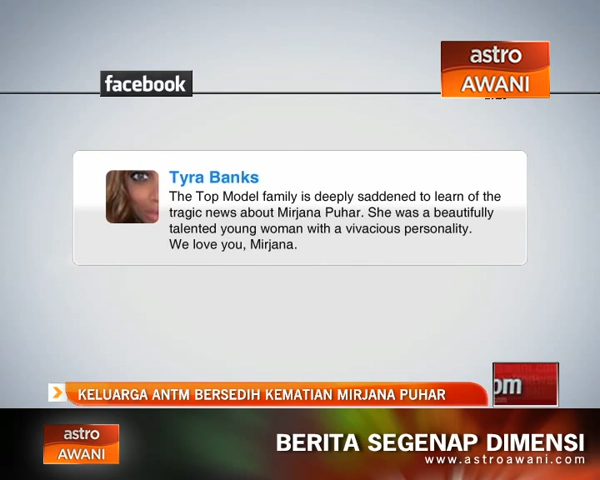 astro
AWANI
facebook
Tyra Banks
The Top Model family is deeply saddened to learn of the
tragic news about Mirjana Puhar. She was a beautifully
talented young woman with a vivacious personality.
We love you, Mirjana.
KELUARGA ANTM BERSEDIH KEMATIAN MIRJANA PUHAR
om
astro
AWANI
BERITA SEGENAP DIMENSI
www.astroawani.com